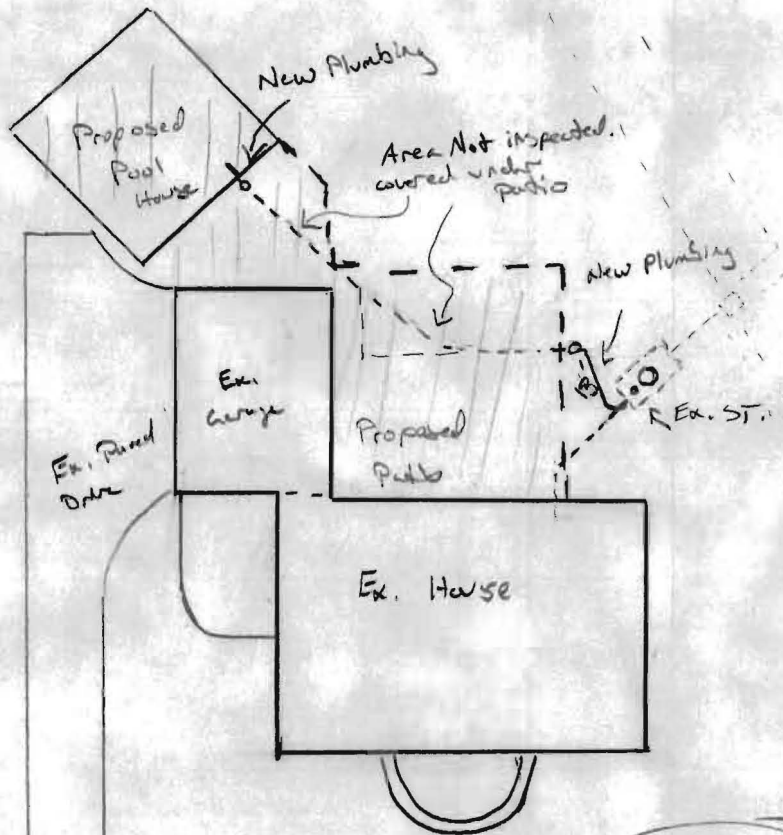 New Plumbing
Proposed
Pool
House
Area Not inspected.
covered under
patio
New Plumbing
Ex.
Garage
Ex. Paved
Drive
Proposed
Patio
Ex. ST.
Ex. House